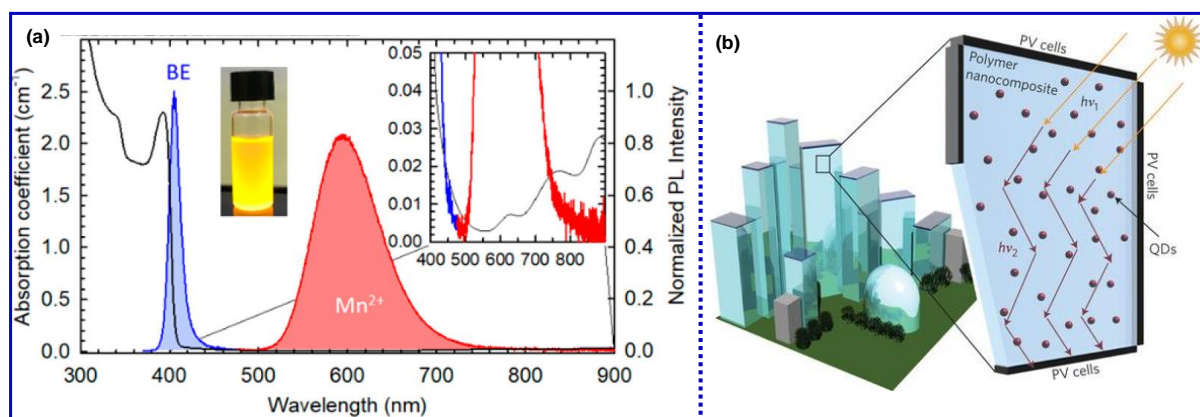 (a)
BE
Mn²⁺
Absorption coefficient (cm⁻¹)
2.5
2.0
1.5
1.0
0.5
0.0
300 400 500 600 700 800 900
Wavelength (nm)
Normalized PL Intensity
1.0
0.8
0.6
0.4
0.2
0.0
0.05
0.04
0.03
0.02
0.01
0.00
400 500 600 700 800
(b)
PV cells
Polymer
nanocomposite
hν₁
PV cells
hν₂
QDs
PV cells